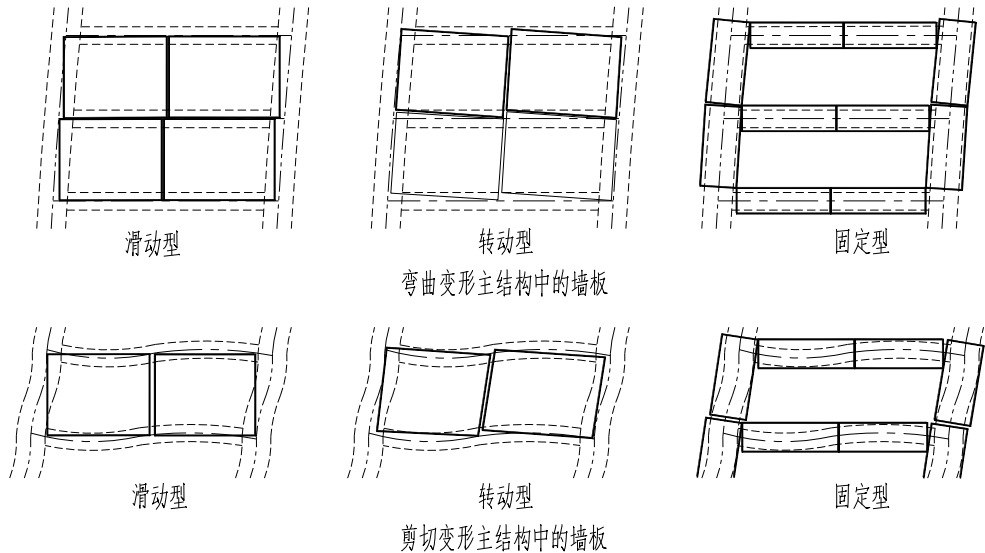 滑动型
转动型
固定型
弯曲变形主结构中的墙板
滑动型
转动型
固定型
剪切变形主结构中的墙板